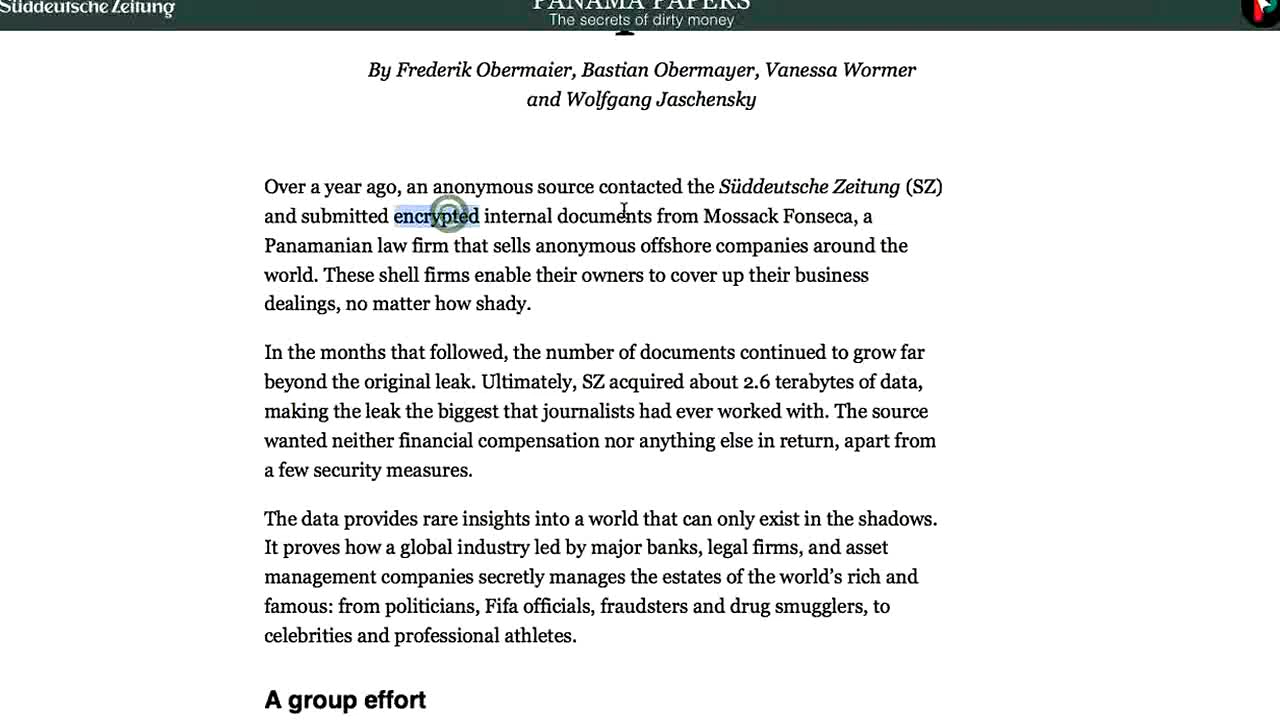 Süddeutsche Zeitung
PANAMA PAPERS
The secrets of dirty money
By Frederik Obermaier, Bastian Obermayer, Vanessa Wormer
and Wolfgang Jaschensky
Over a year ago, an anonymous source contacted the Süddeutsche Zeitung (SZ)
and submitted encrypted internal documents from Mossack Fonseca, a
Panamanian law firm that sells anonymous offshore companies around the
world. These shell firms enable their owners to cover up their business
dealings, no matter how shady.
In the months that followed, the number of documents continued to grow far
beyond the original leak. Ultimately, SZ acquired about 2.6 terabytes of data,
making the leak the biggest that journalists had ever worked with. The source
wanted neither financial compensation nor anything else in return, apart from
a few security measures.
The data provides rare insights into a world that can only exist in the shadows.
It proves how a global industry led by major banks, legal firms, and asset
management companies secretly manages the estates of the world's rich and
famous: from politicians, Fifa officials, fraudsters and drug smugglers, to
celebrities and professional athletes.
A group effort